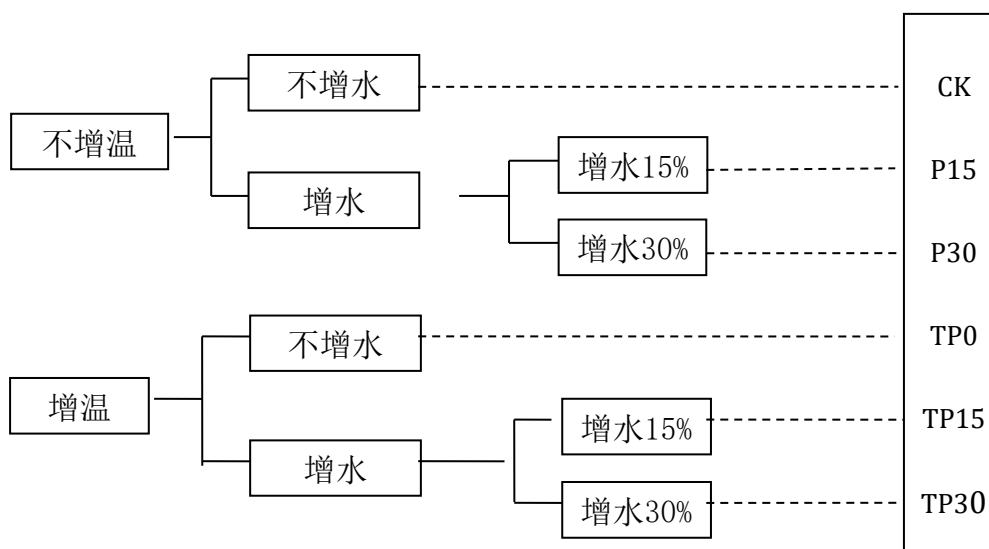 不增水
CK
不增温
增水15%
P15
增水
增水30%
P30
不增水
TP0
增温
增水15%
TP15
增水
增水30%
TP30